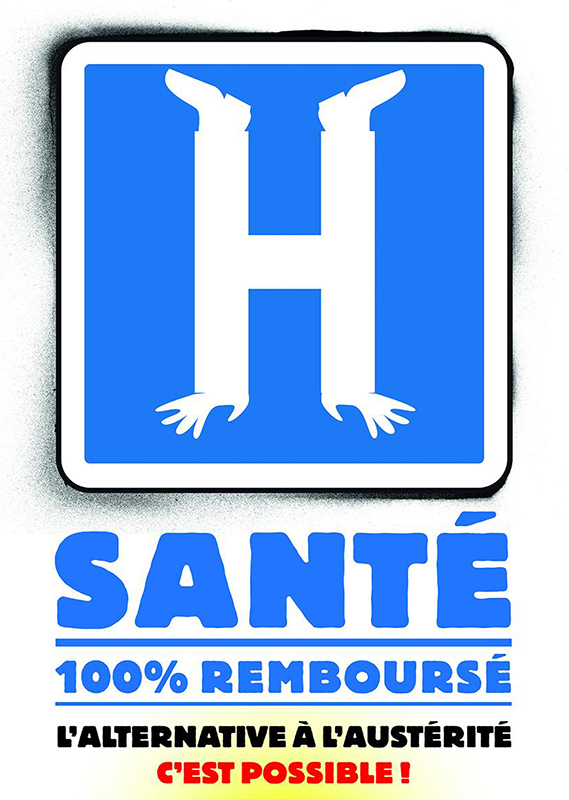 H
SANTÉ
100% REMBOURSÉ
L'ALTERNATIVE À L'AUSTÉRITÉ
C'EST POSSIBLE !